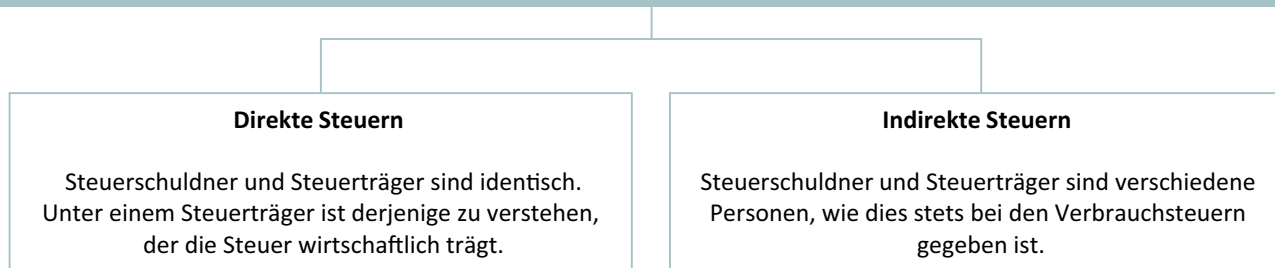 Direkte Steuern
Steuerschuldner und Steuerträger sind identisch.
Unter einem Steuerträger ist derjenige zu verstehen,
der die Steuer wirtschaftlich trägt.
Indirekte Steuern
Steuerschuldner und Steuerträger sind verschiedene
Personen, wie dies stets bei den Verbrauchsteuern
gegeben ist.